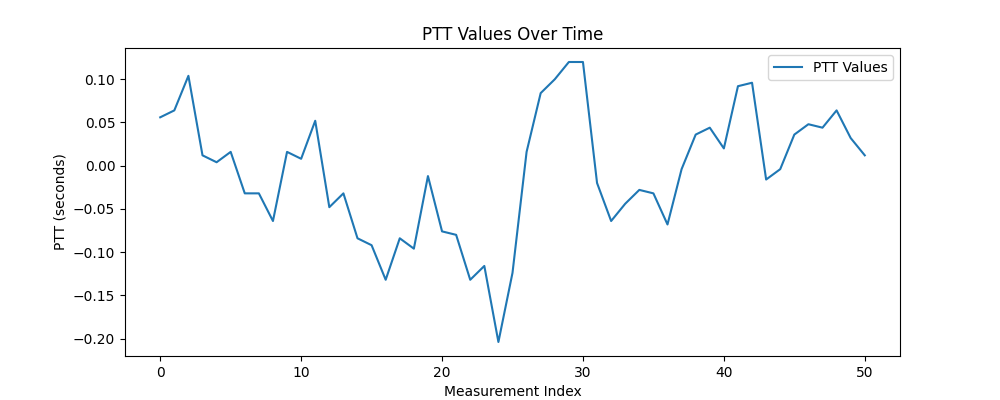 PTT Values Over Time
PTT Values
PTT (seconds)
0.10
0.05
0.00
−0.05
−0.10
−0.15
−0.20
0 10 20 30 40 50
Measurement Index